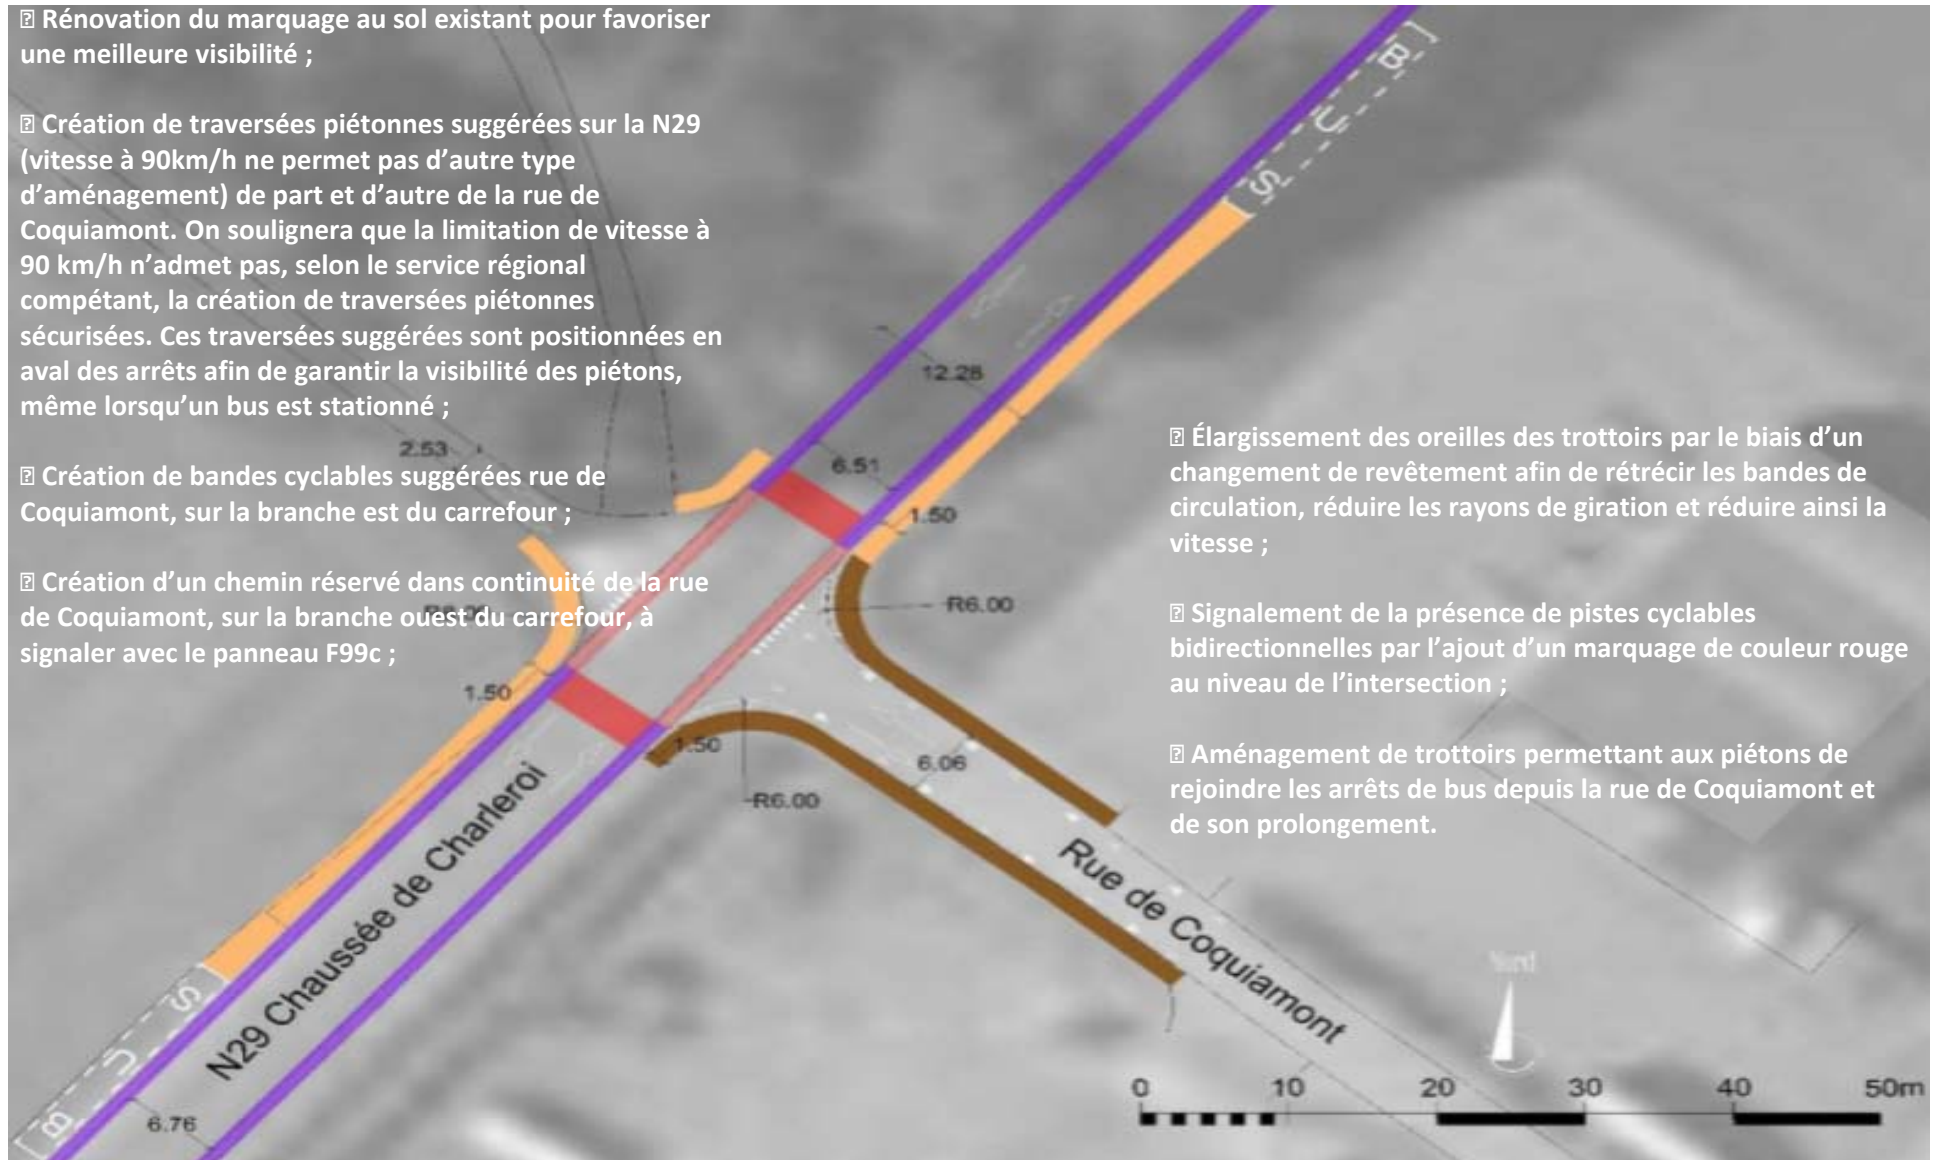 ⍰ Rénovation du marquage au sol existant pour favoriser
une meilleure visibilité ;
⍰ Création de traversées piétonnes suggérées sur la N29
(vitesse à 90km/h ne permet pas d’autre type
d’aménagement) de part et d’autre de la rue de
Coquiamont. On soulignera que la limitation de vitesse à
90 km/h n’admet pas, selon le service régional
compétant, la création de traversées piétonnes
sécurisées. Ces traversées suggérées sont positionnées en
aval des arrêts afin de garantir la visibilité des piétons,
même lorsqu’un bus est stationné ;
⍰ Création de bandes cyclables suggérées rue de
Coquiamont, sur la branche est du carrefour ;
⍰ Création d’un chemin réservé dans continuité de la rue
de Coquiamont, sur la branche ouest du carrefour, à
signaler avec le panneau F99c ;
⍰ Élargissement des oreilles des trottoirs par le biais d’un
changement de revêtement afin de rétrécir les bandes de
circulation, réduire les rayons de giration et réduire ainsi la
vitesse ;
⍰ Signalement de la présence de pistes cyclables
bidirectionnelles par l’ajout d’un marquage de couleur rouge
au niveau de l’intersection ;
⍰ Aménagement de trottoirs permettant aux piétons de
rejoindre les arrêts de bus depuis la rue de Coquiamont et
de son prolongement.
BUS
12.28
2.53
6.51
1.50
R6.00
1.50
1.50
6.06
R6.00
N29 Chaussée de Charleroi
Rue de Coquiamont
BUS
6.76
Nord
0 10 20 30 40 50m